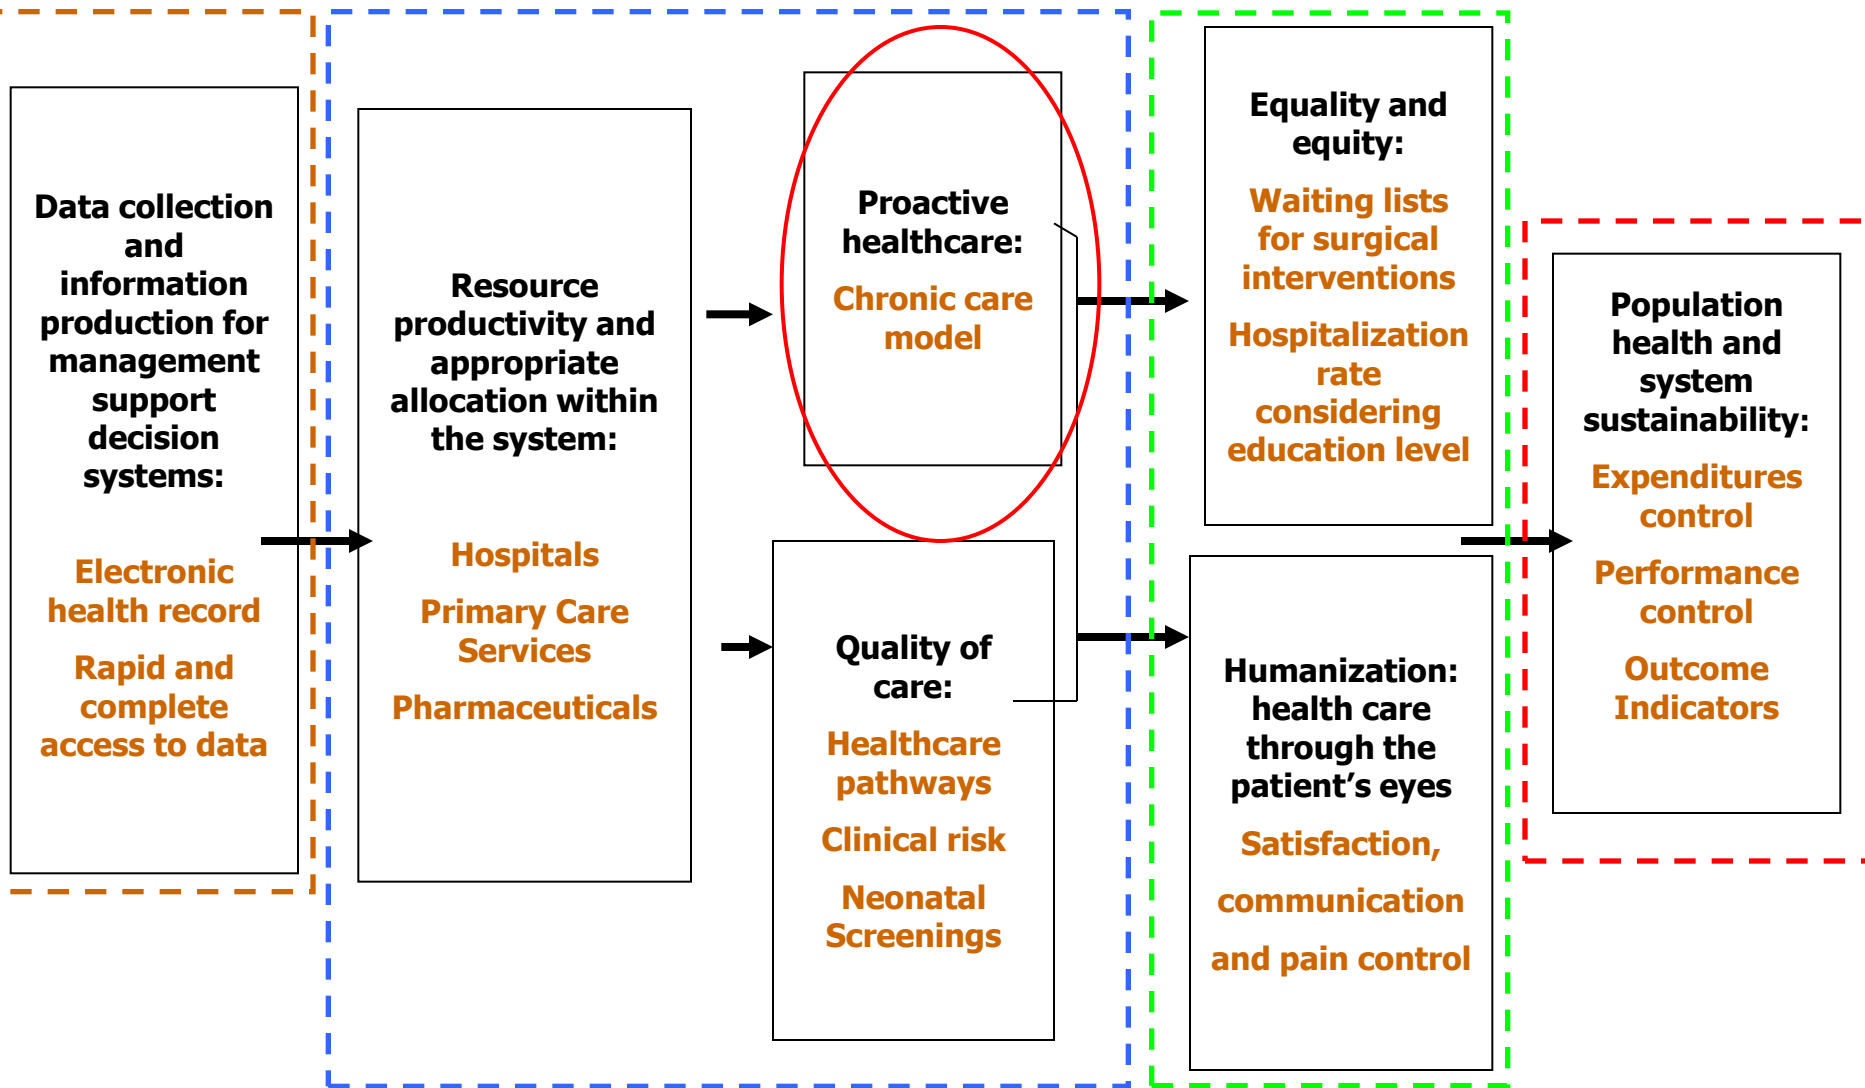 Data collection
and
information
production for
management
support
decision
systems:
Electronic
health record
Rapid and
complete
access to data
Resource
productivity and
appropriate
allocation within
the system:
Hospitals
Primary Care
Services
Pharmaceuticals
Proactive
healthcare:
Chronic care
model
Quality of
care:
Healthcare
pathways
Clinical risk
Neonatal
Screenings
Equality and
equity:
Waiting lists
for surgical
interventions
Hospitalization
rate
considering
education level
Humanization:
health care
through the
patient’s eyes
Satisfaction,
communication
and pain control
Population
health and
system
sustainability:
Expenditures
control
Performance
control
Outcome
Indicators